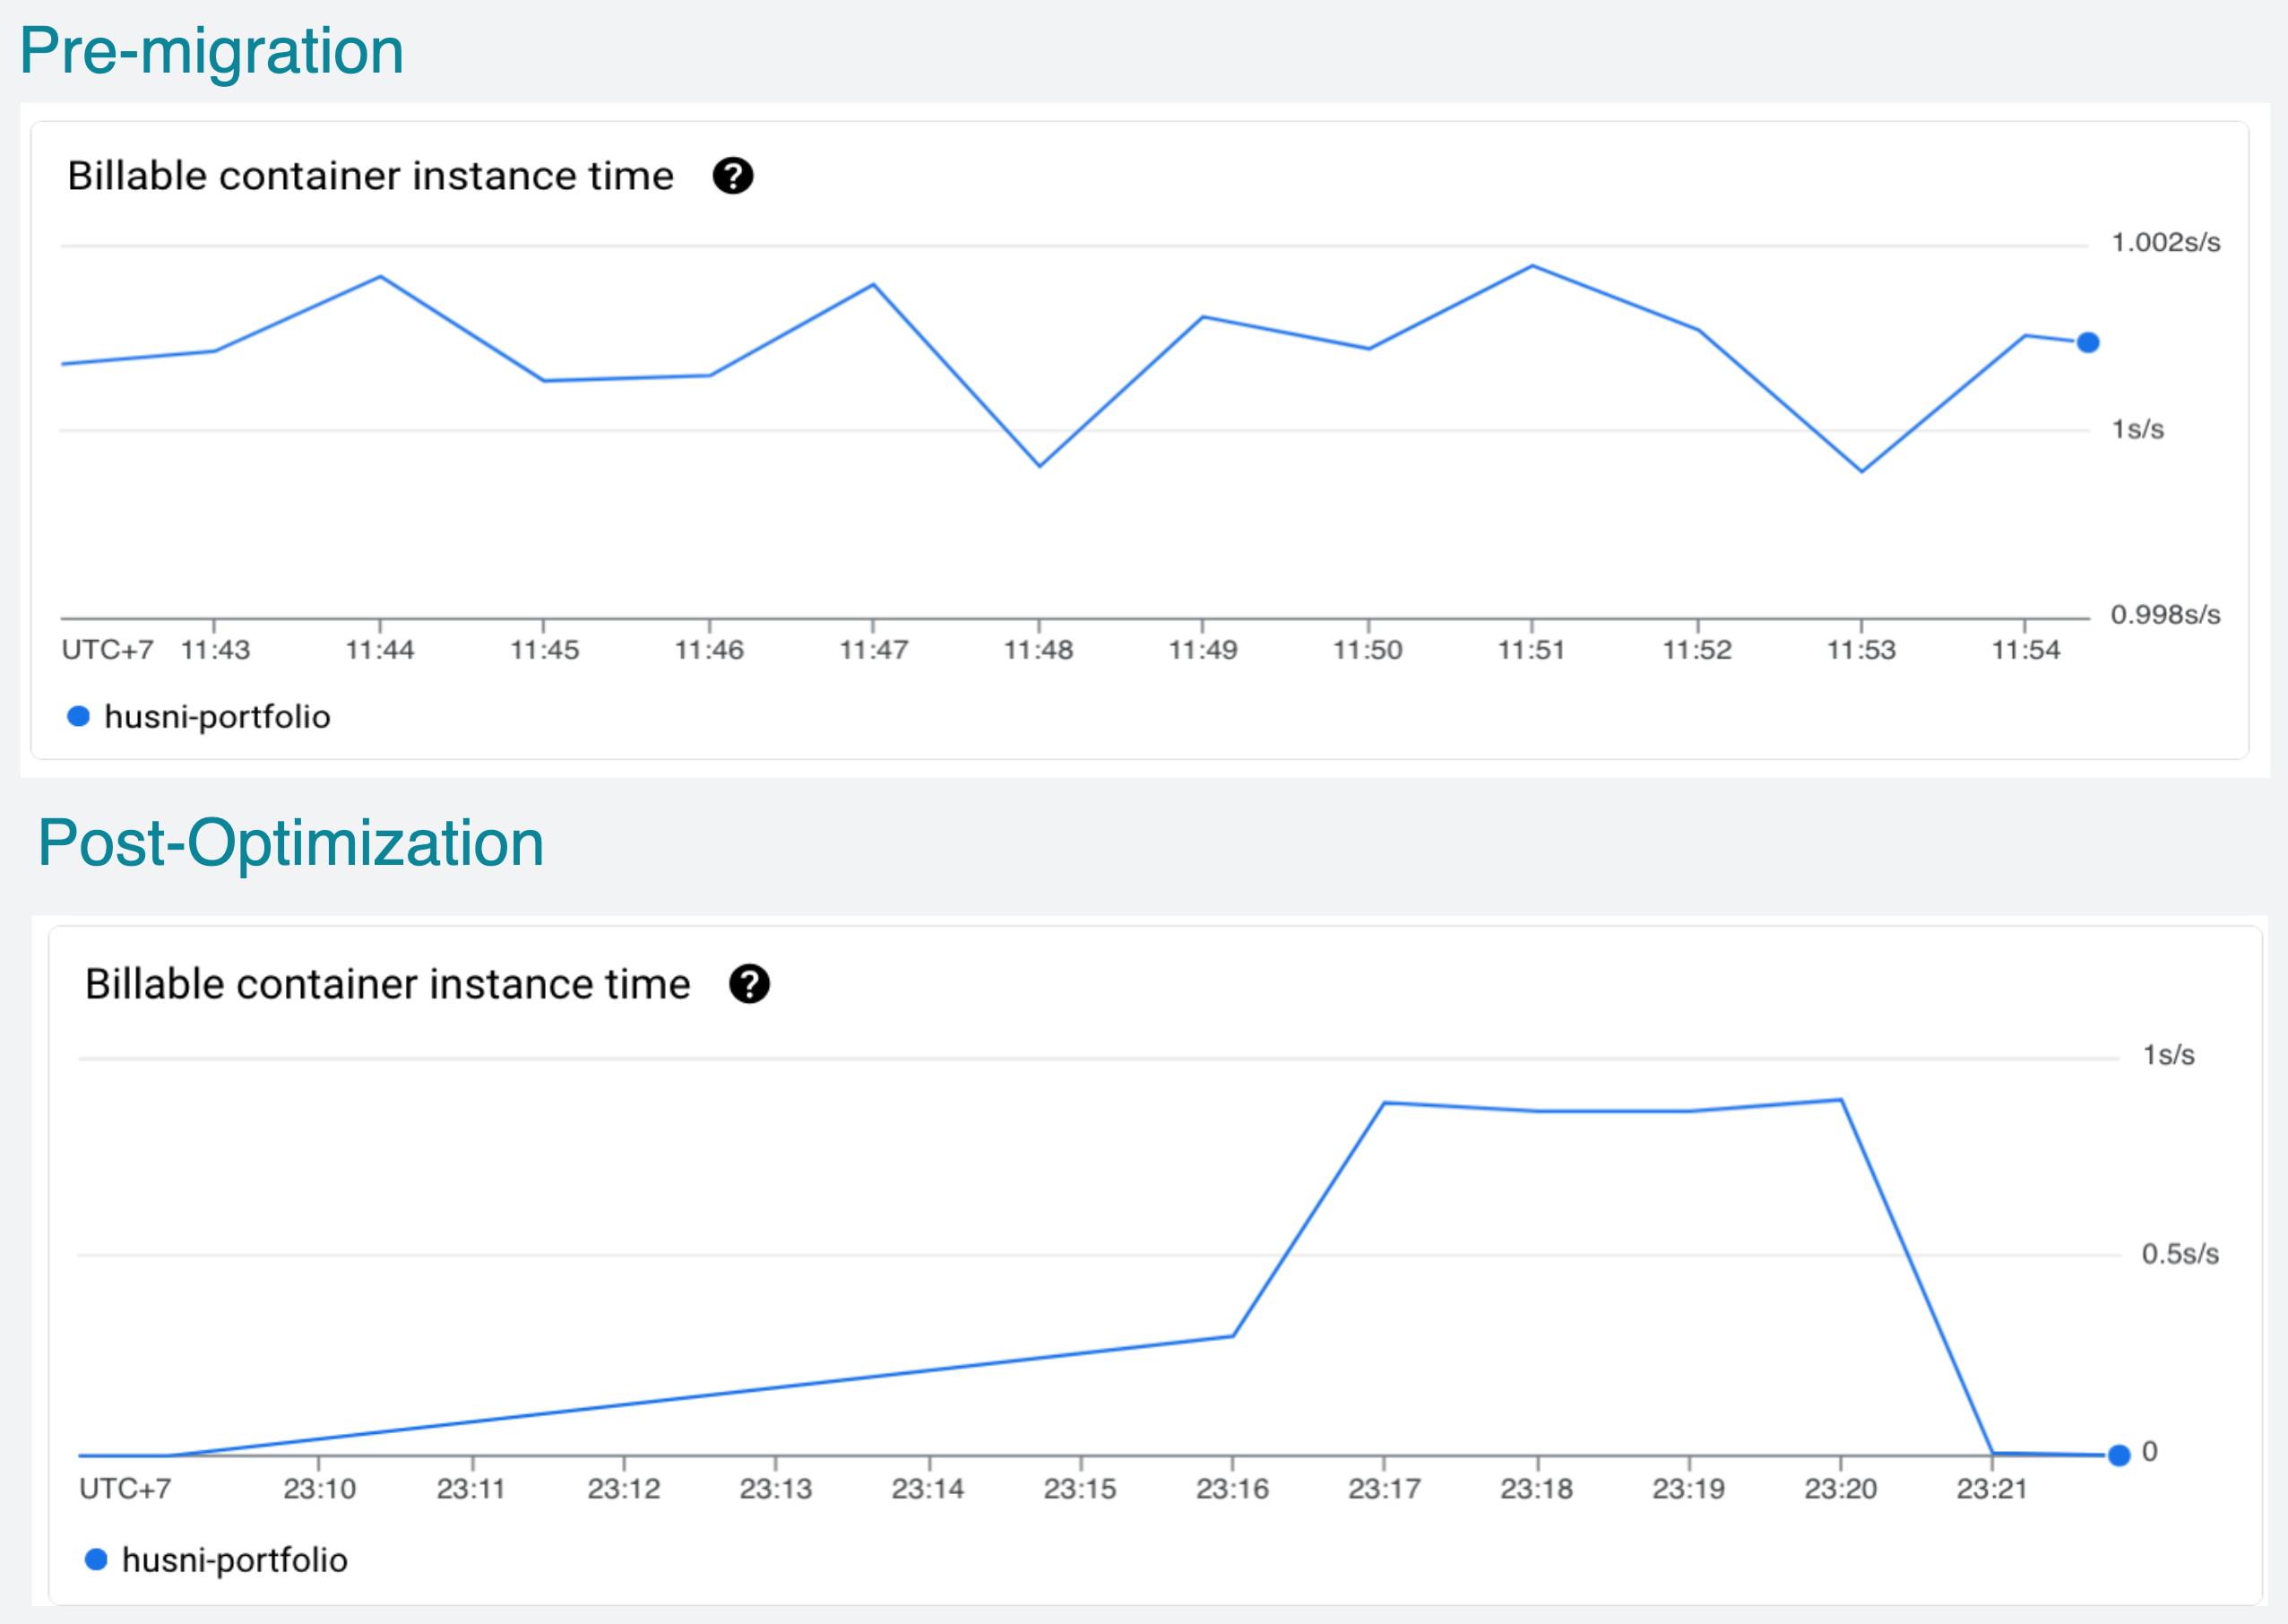 Pre-migration
Billable container instance time ?
1.002s/s
1s/s
0.998s/s
UTC+7 11:43 11:44 11:45 11:46 11:47 11:48 11:49 11:50 11:51 11:52 11:53 11:54
husni-portfolio
Post-Optimization
Billable container instance time ?
1s/s
0.5s/s
0
UTC+7 23:10 23:11 23:12 23:13 23:14 23:15 23:16 23:17 23:18 23:19 23:20 23:21
husni-portfolio